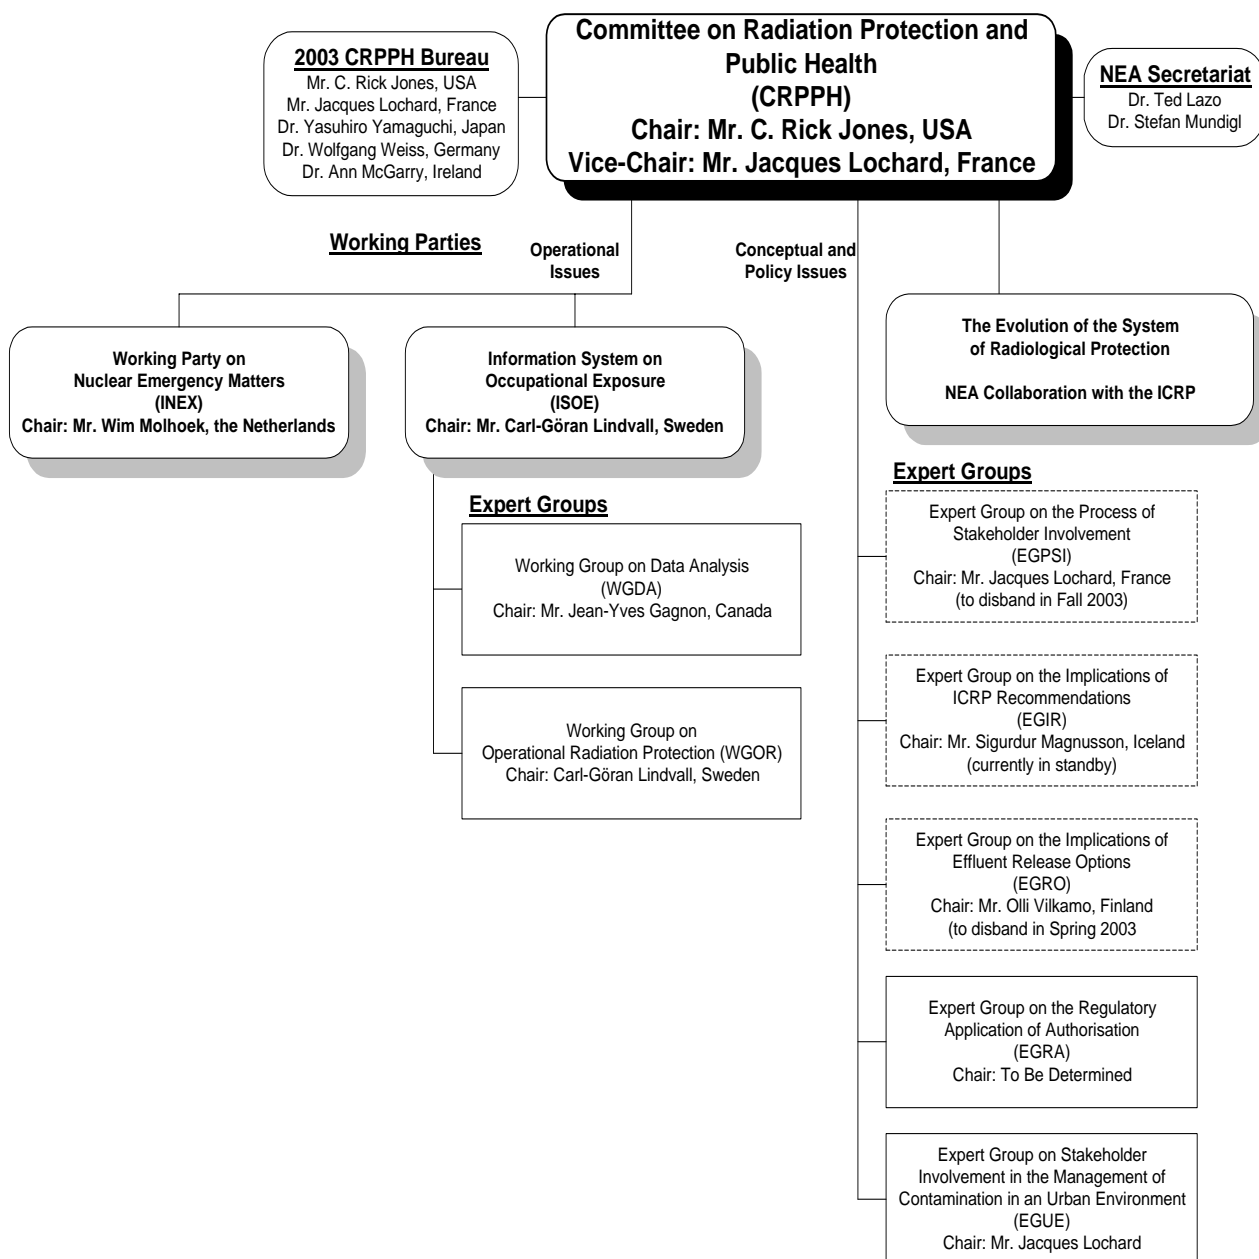 2003 CRPPH Bureau
Mr. C. Rick Jones, USA
Mr. Jacques Lochard, France
Dr. Yasuhiro Yamaguchi, Japan
Dr. Wolfgang Weiss, Germany
Dr. Ann McGarry, Ireland
Committee on Radiation Protection and
Public Health
(CRPPH)
Chair: Mr. C. Rick Jones, USA
Vice-Chair: Mr. Jacques Lochard, France
NEA Secretariat
Dr. Ted Lazo
Dr. Stefan Mundigl
Working Parties
Operational
Issues
Conceptual and
Policy Issues
Working Party on
Nuclear Emergency Matters
(INEX)
Chair: Mr. Wim Molhoek, the Netherlands
Information System on
Occupational Exposure
(ISOE)
Chair: Mr. Carl-Göran Lindvall, Sweden
The Evolution of the System
of Radiological Protection
NEA Collaboration with the ICRP
Expert Groups
Working Group on Data Analysis
(WGDA)
Chair: Mr. Jean-Yves Gagnon, Canada
Working Group on
Operational Radiation Protection (WGOR)
Chair: Carl-Göran Lindvall, Sweden
Expert Groups
Expert Group on the Process of
Stakeholder Involvement
(EGPSI)
Chair: Mr. Jacques Lochard, France
(to disband in Fall 2003)
Expert Group on the Implications of
ICRP Recommendations
(EGIR)
Chair: Mr. Sigurdur Magnusson, Iceland
(currently in standby)
Expert Group on the Implications of
Effluent Release Options
(EGRO)
Chair: Mr. Olli Vilkamo, Finland
(to disband in Spring 2003
Expert Group on the Regulatory
Application of Authorisation
(EGRA)
Chair: To Be Determined
Expert Group on Stakeholder
Involvement in the Management of
Contamination in an Urban Environment
(EGUE)
Chair: Mr. Jacques Lochard